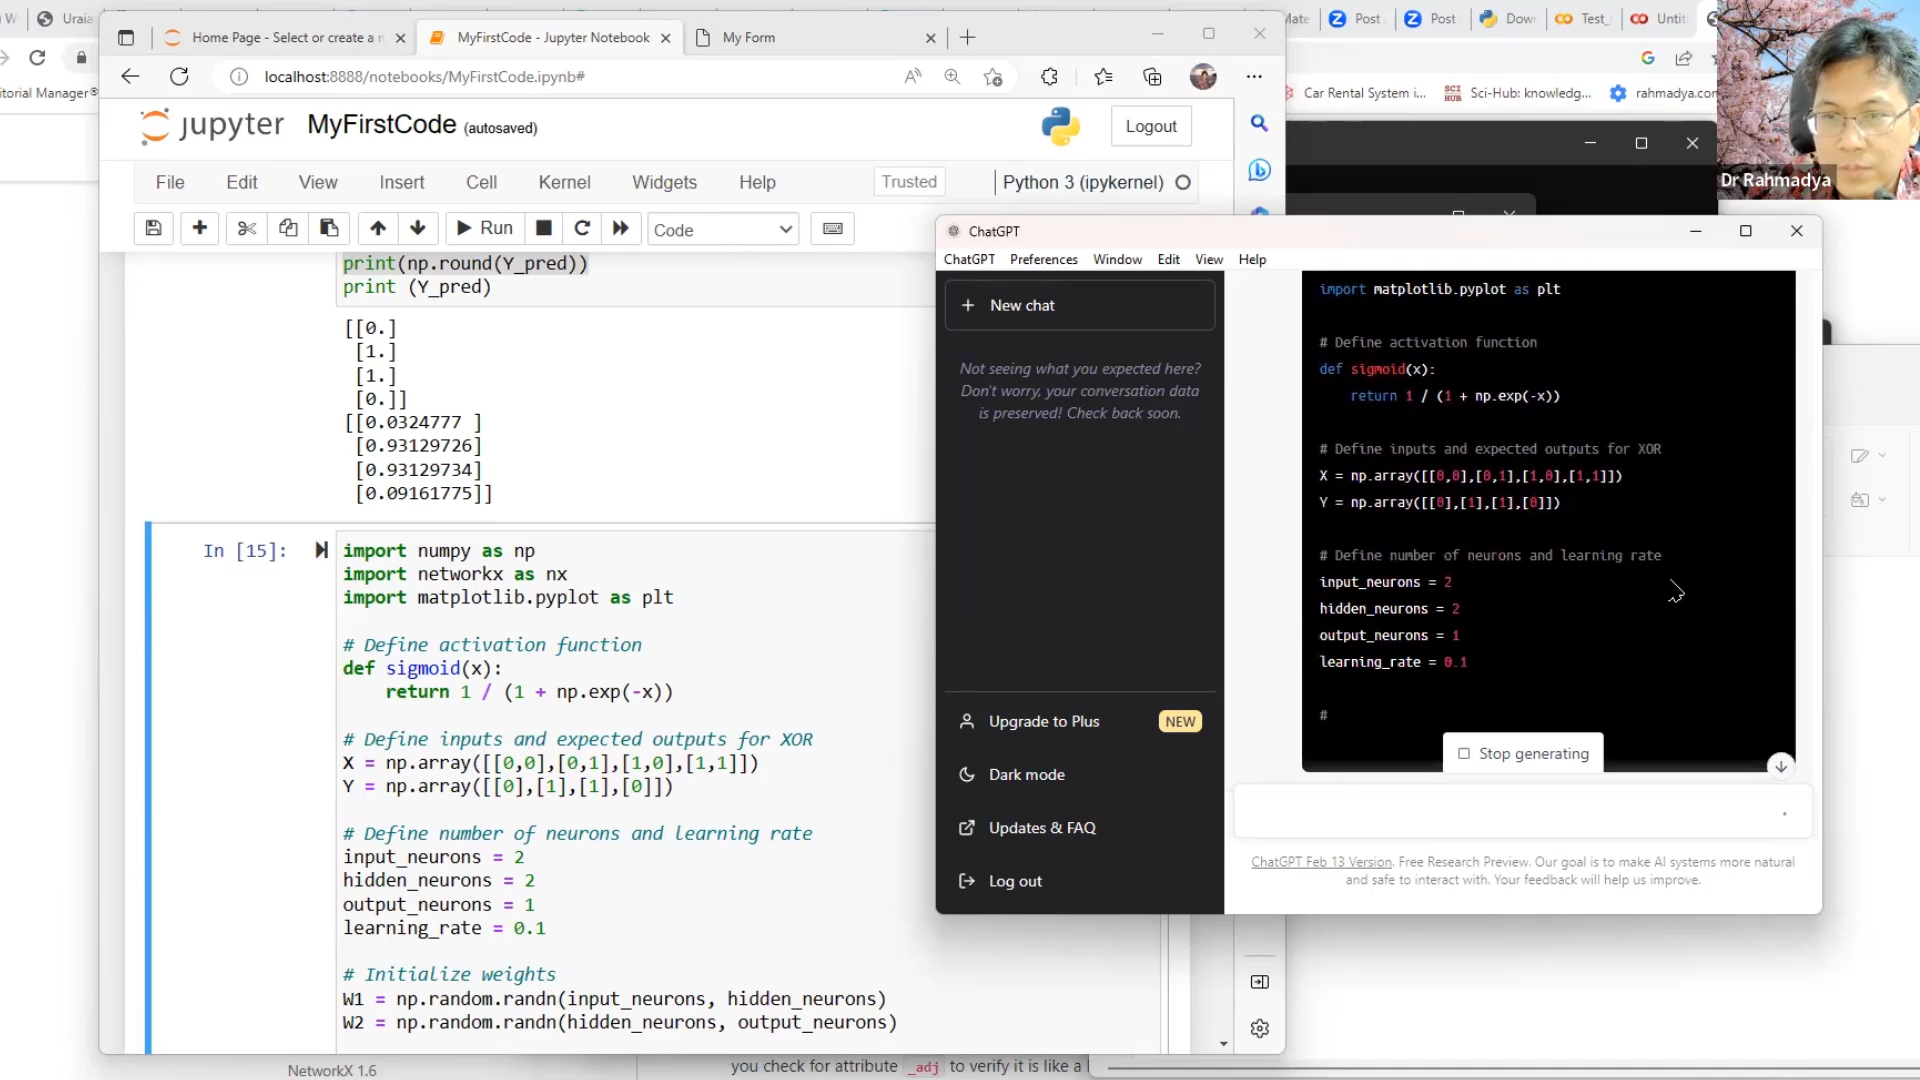 Uraia
Home Page - Select or create a n
MyFirstCode - Jupyter Notebook
My Form
Mate
Post
Post
Dow
Test_
Untit
localhost:8888/notebooks/MyFirstCode.ipynb#
itorial Manager®
Car Rental System i...
SCI HUB
Sci-Hub: knowledg...
rahmadya.com
jupyter
MyFirstCode (autosaved)
Logout
Dr Rahmadya
File
Edit
View
Insert
Cell
Kernel
Widgets
Help
Trusted
Python 3 (ipykernel)
Run
Code
print(np.round(Y_pred))
print (Y_pred)
[[0.]
[1.]
[1.]
[0.]]
[[0.0324777 ]
[0.93129726]
[0.93129734]
[0.09161775]]
In [15]:
import numpy as np
import networkx as nx
import matplotlib.pyplot as plt
# Define activation function
def sigmoid(x):
return 1 / (1 + np.exp(-x))
# Define inputs and expected outputs for XOR
X = np.array([[0,0],[0,1],[1,0],[1,1]])
Y = np.array([[0],[1],[1],[0]])
# Define number of neurons and learning rate
input_neurons = 2
hidden_neurons = 2
output_neurons = 1
learning_rate = 0.1
# Initialize weights
W1 = np.random.randn(input_neurons, hidden_neurons)
W2 = np.random.randn(hidden_neurons, output_neurons)
ChatGPT
ChatGPT
Preferences
Window
Edit
View
Help
+ New chat
Not seeing what you expected here?
Don't worry, your conversation data
is preserved! Check back soon.
Upgrade to Plus
NEW
Dark mode
Updates & FAQ
Log out
import matplotlib.pyplot as plt
# Define activation function
def sigmoid(x):
return 1 / (1 + np.exp(-x))
# Define inputs and expected outputs for XOR
X = np.array([[0,0],[0,1],[1,0],[1,1]])
Y = np.array([[0],[1],[1],[0]])
# Define number of neurons and learning rate
input_neurons = 2
hidden_neurons = 2
output_neurons = 1
learning_rate = 0.1
#
Stop generating
ChatGPT Feb 13 Version. Free Research Preview. Our goal is to make AI systems more natural
and safe to interact with. Your feedback will help us improve.
NetworkX 1.6
you check for attribute _adj to verify it is like a